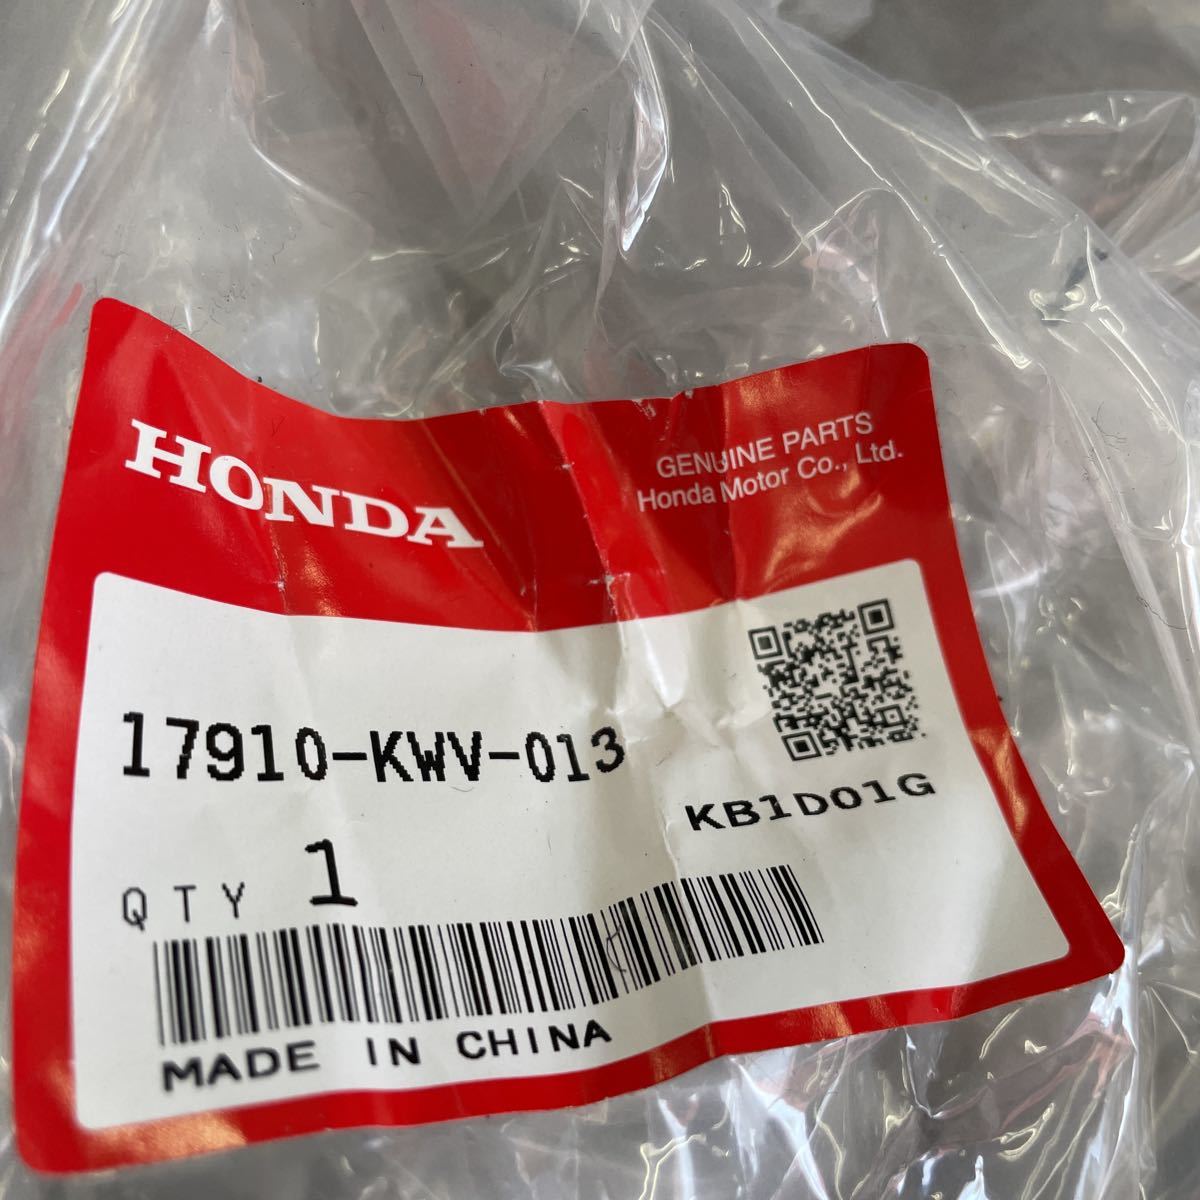 HONDA
GENUINE PARTS
Honda Motor Co., Ltd.
17910-KWV-013
KB1D01G
QTY 1
MADE IN CHINA